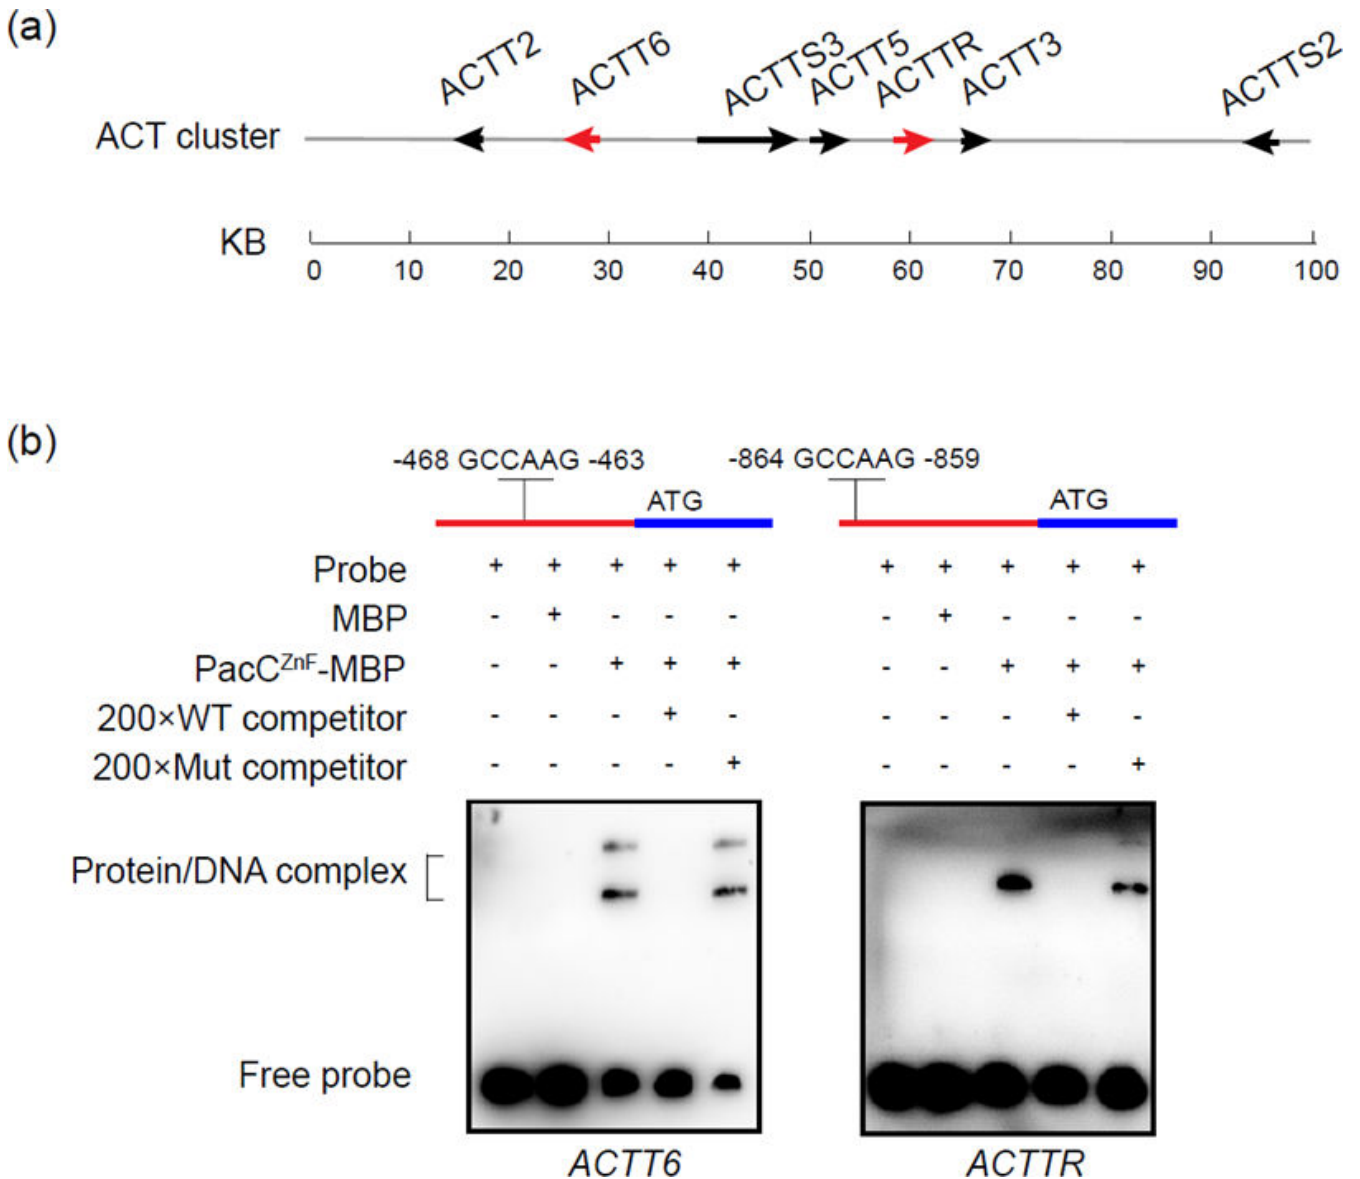 (a)
ACTT2 ACTT6 ACTTS3 ACTT5 ACTTR ACTT3 ACTTS2
ACT cluster
KB
0 10 20 30 40 50 60 70 80 90 100
(b)
-468 GCCAAG -463 -864 GCCAAG -859
ATG ATG
Probe + + + + + + + + + +
MBP - + - - - - + - - -
PacCZnF-MBP - - + + + - - + + +
200×WT competitor - - - + - - - - + -
200×Mut competitor - - - - + - - - - +
Protein/DNA complex
Free probe
ACTT6 ACTTR